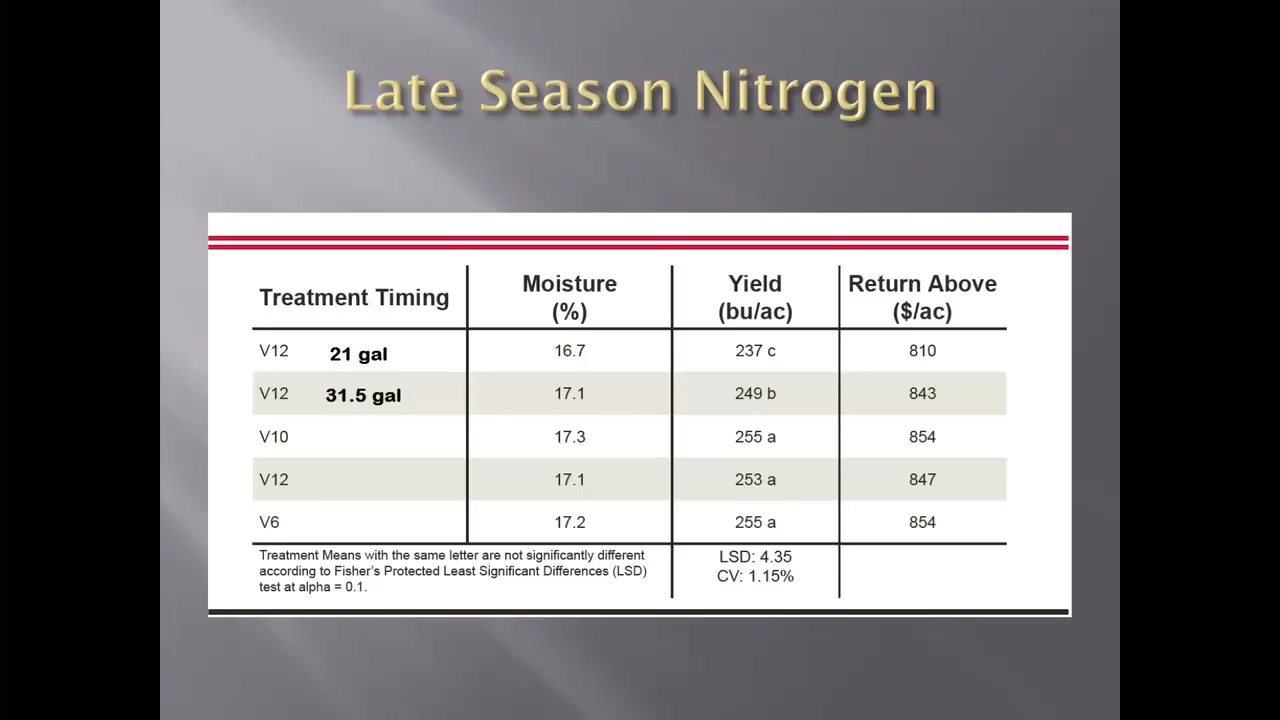 Late Season Nitrogen
Treatment Timing Moisture (%) Yield (bu/ac) Return Above ($/ac)
V12 21 gal 16.7 237 c 810
V12 31.5 gal 17.1 249 b 843
V10 17.3 255 a 854
V12 17.1 253 a 847
V6 17.2 255 a 854
Treatment Means with the same letter are not significantly different
according to Fisher's Protected Least Significant Differences (LSD)
test at alpha = 0.1.
LSD: 4.35
CV: 1.15%